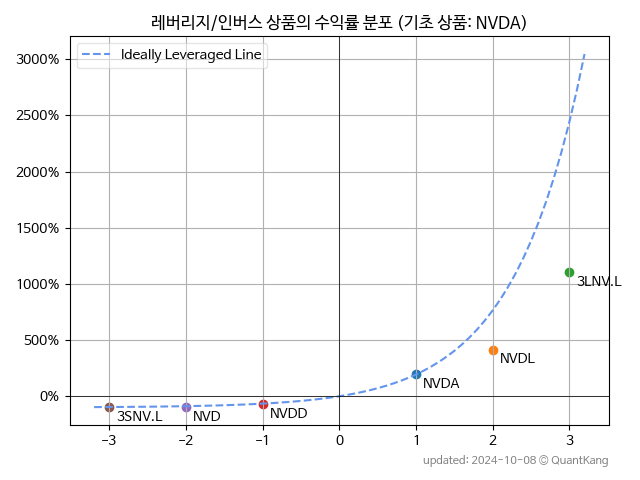 레버리지/인버스 상품의 수익률 분포 (기초 상품: NVDA)
Ideally Leveraged Line
3000%
2500%
2000%
1500%
1000%
500%
0%
3LNV.L
NVDL
NVDA
3SNV.L
NVD
NVDD
−3 −2 −1 0 1 2 3
updated: 2024-10-08 © QuantKang